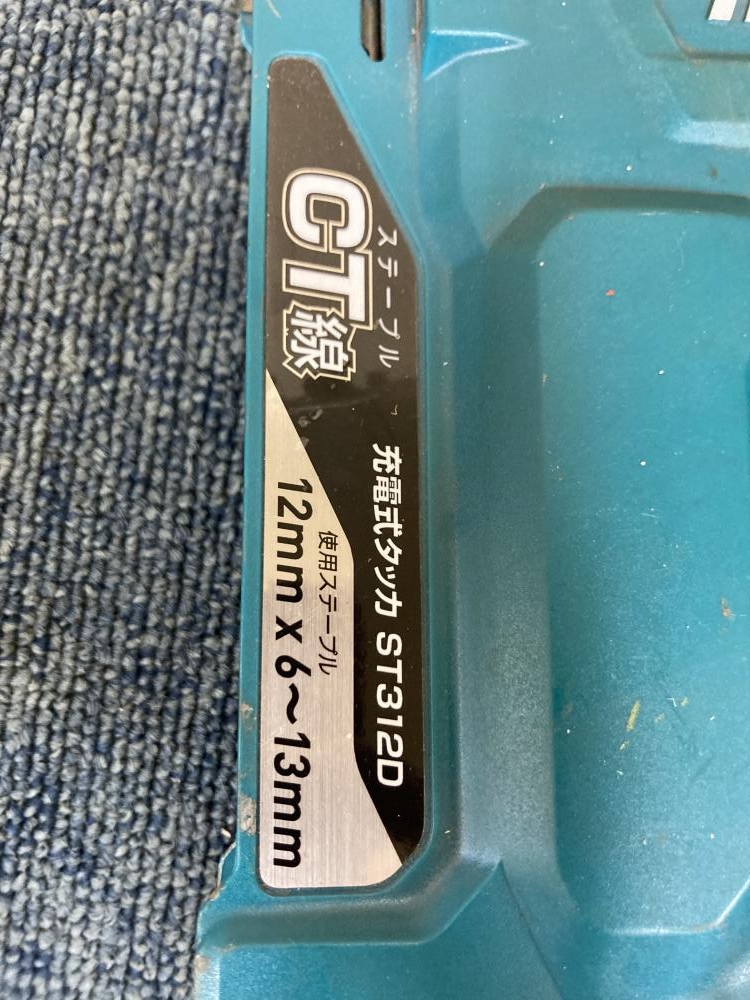 ステープル
CT線
充電式タッカ ST312D
使用ステープル
12mm x 6〜13mm